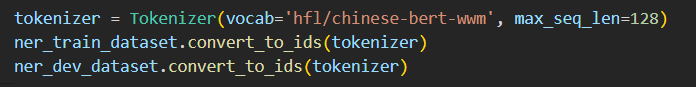 tokenizer = Tokenizer(vocab='hfl/chinese-bert-wwm', max_seq_len=128)
ner_train_dataset.convert_to_ids(tokenizer)
ner_dev_dataset.convert_to_ids(tokenizer)